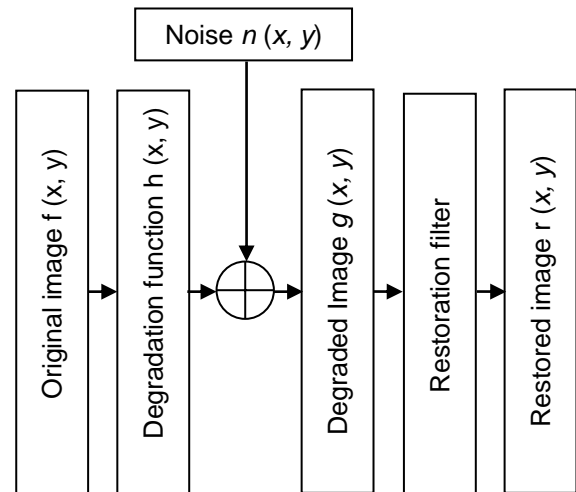 Noise n (x, y)
Original image f (x, y)
Degradation function h (x, y)
Degraded Image g (x, y)
Restoration filter
Restored image r (x, y)